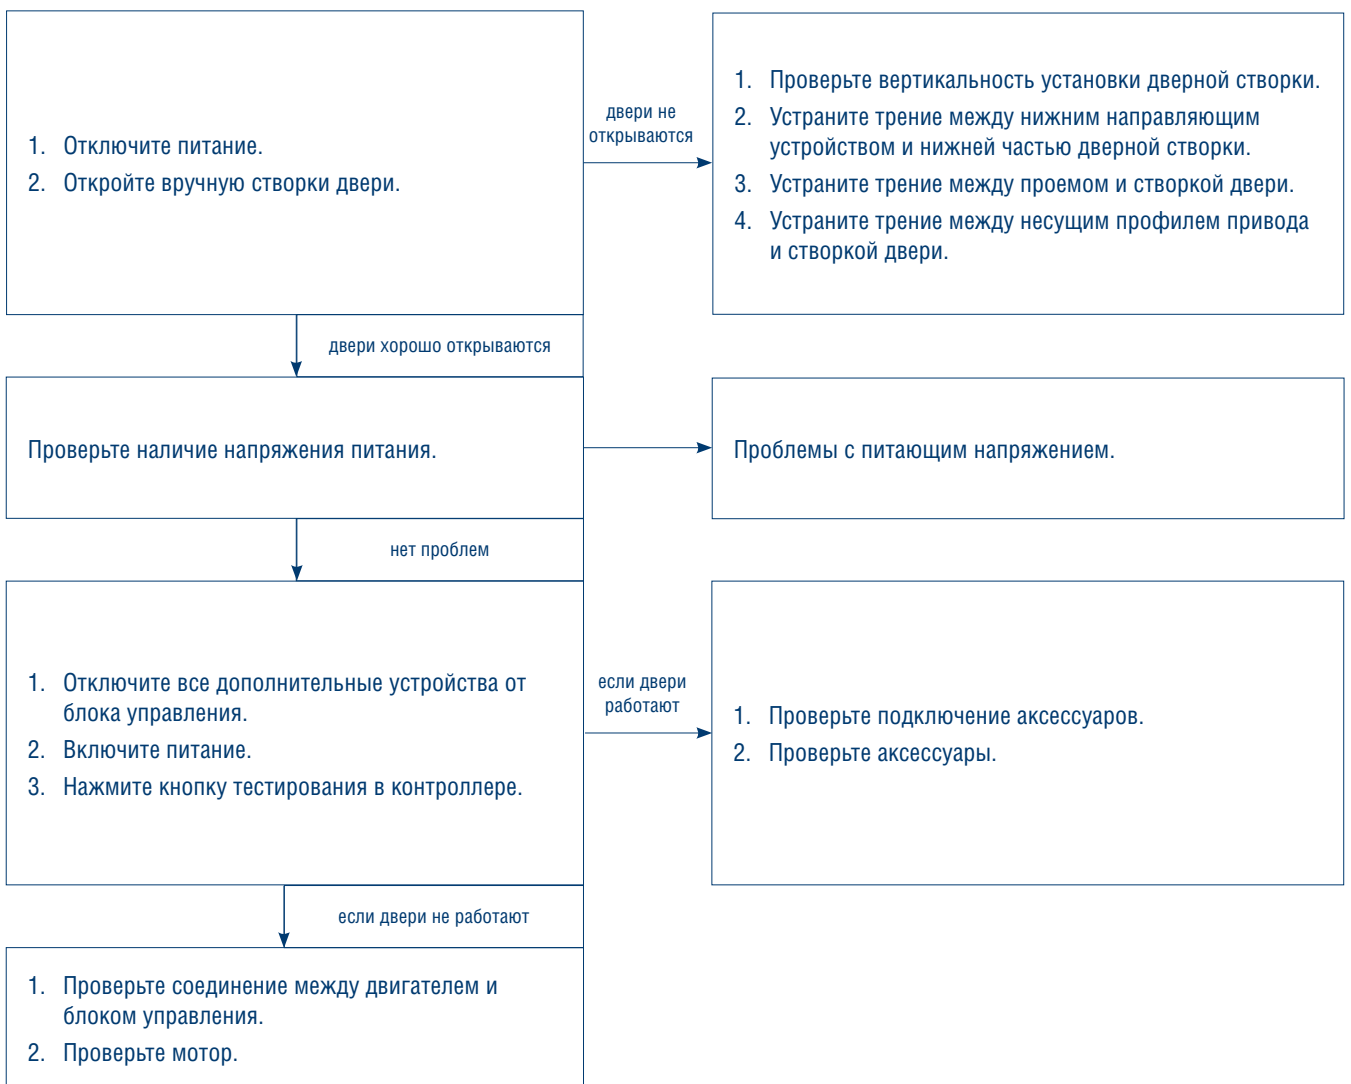 1. Отключите питание.
2. Откройте вручную створки двери.
двери не
открываются
1. Проверьте вертикальность установки дверной створки.
2. Устраните трение между нижним направляющим
устройством и нижней частью дверной створки.
3. Устраните трение между проемом и створкой двери.
4. Устраните трение между несущим профилем привода
и створкой двери.
двери хорошо открываются
Проверьте наличие напряжения питания.
Проблемы с питающим напряжением.
нет проблем
1. Отключите все дополнительные устройства от
блока управления.
2. Включите питание.
3. Нажмите кнопку тестирования в контроллере.
если двери
работают
1. Проверьте подключение аксессуаров.
2. Проверьте аксессуары.
если двери не работают
1. Проверьте соединение между двигателем и
блоком управления.
2. Проверьте мотор.